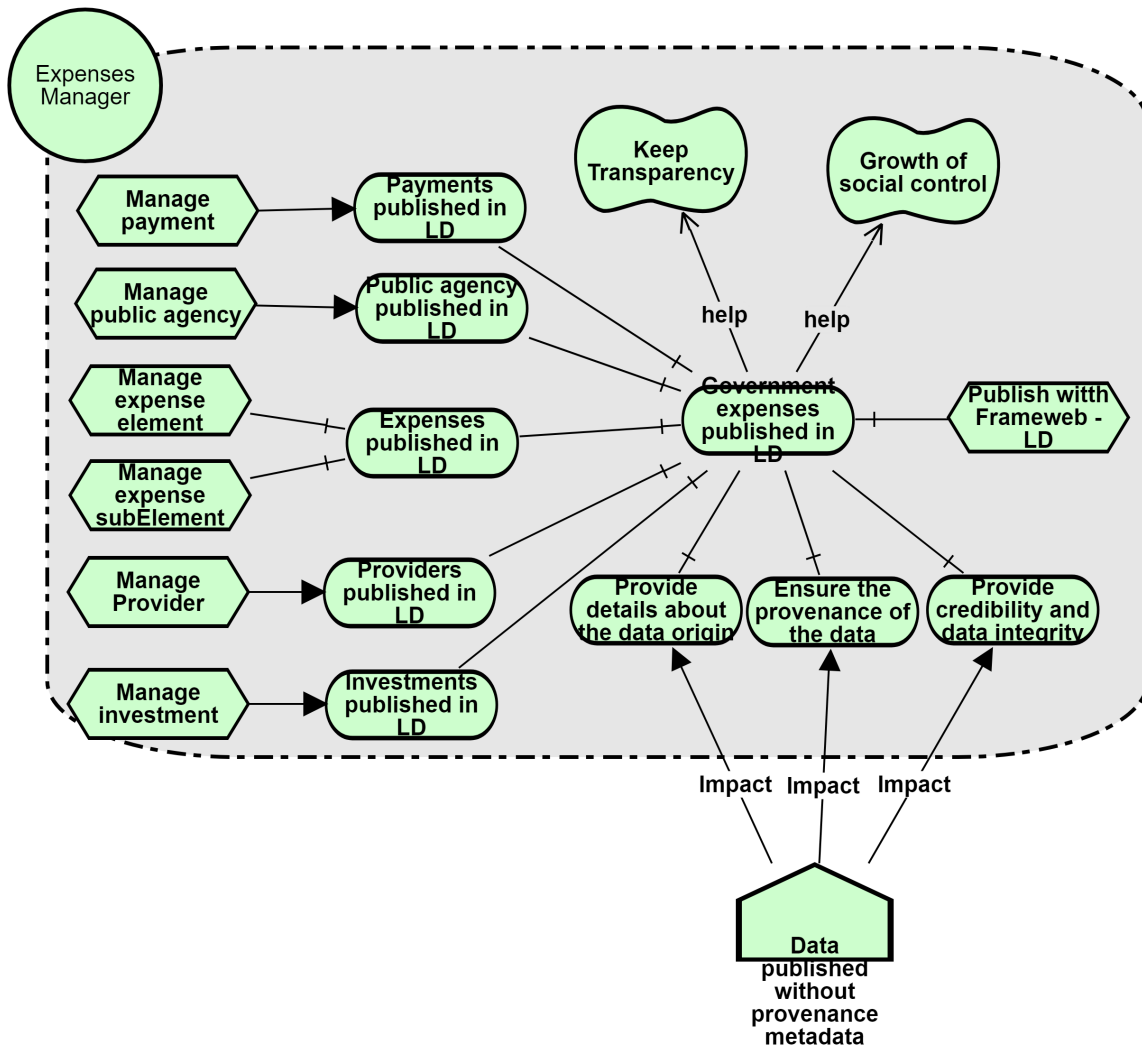 Expenses
Manager
Keep
Transparency
Growth of
social control
Manage
payment
Payments
published in
LD
Manage
public agency
Public agency
published in
LD
help
help
Manage
expense
element
Expenses
published in
LD
Government
expenses
published in
LD
Publish witth
Frameweb -
LD
Manage
expense
subElement
Manage
Provider
Providers
published in
LD
Provide
details about
the data origin
Ensure the
provenance of
the data
Provide
credibility and
data integrity
Manage
investment
Investments
published in
LD
Impact
Impact
Impact
Data
published
without
provenance
metadata